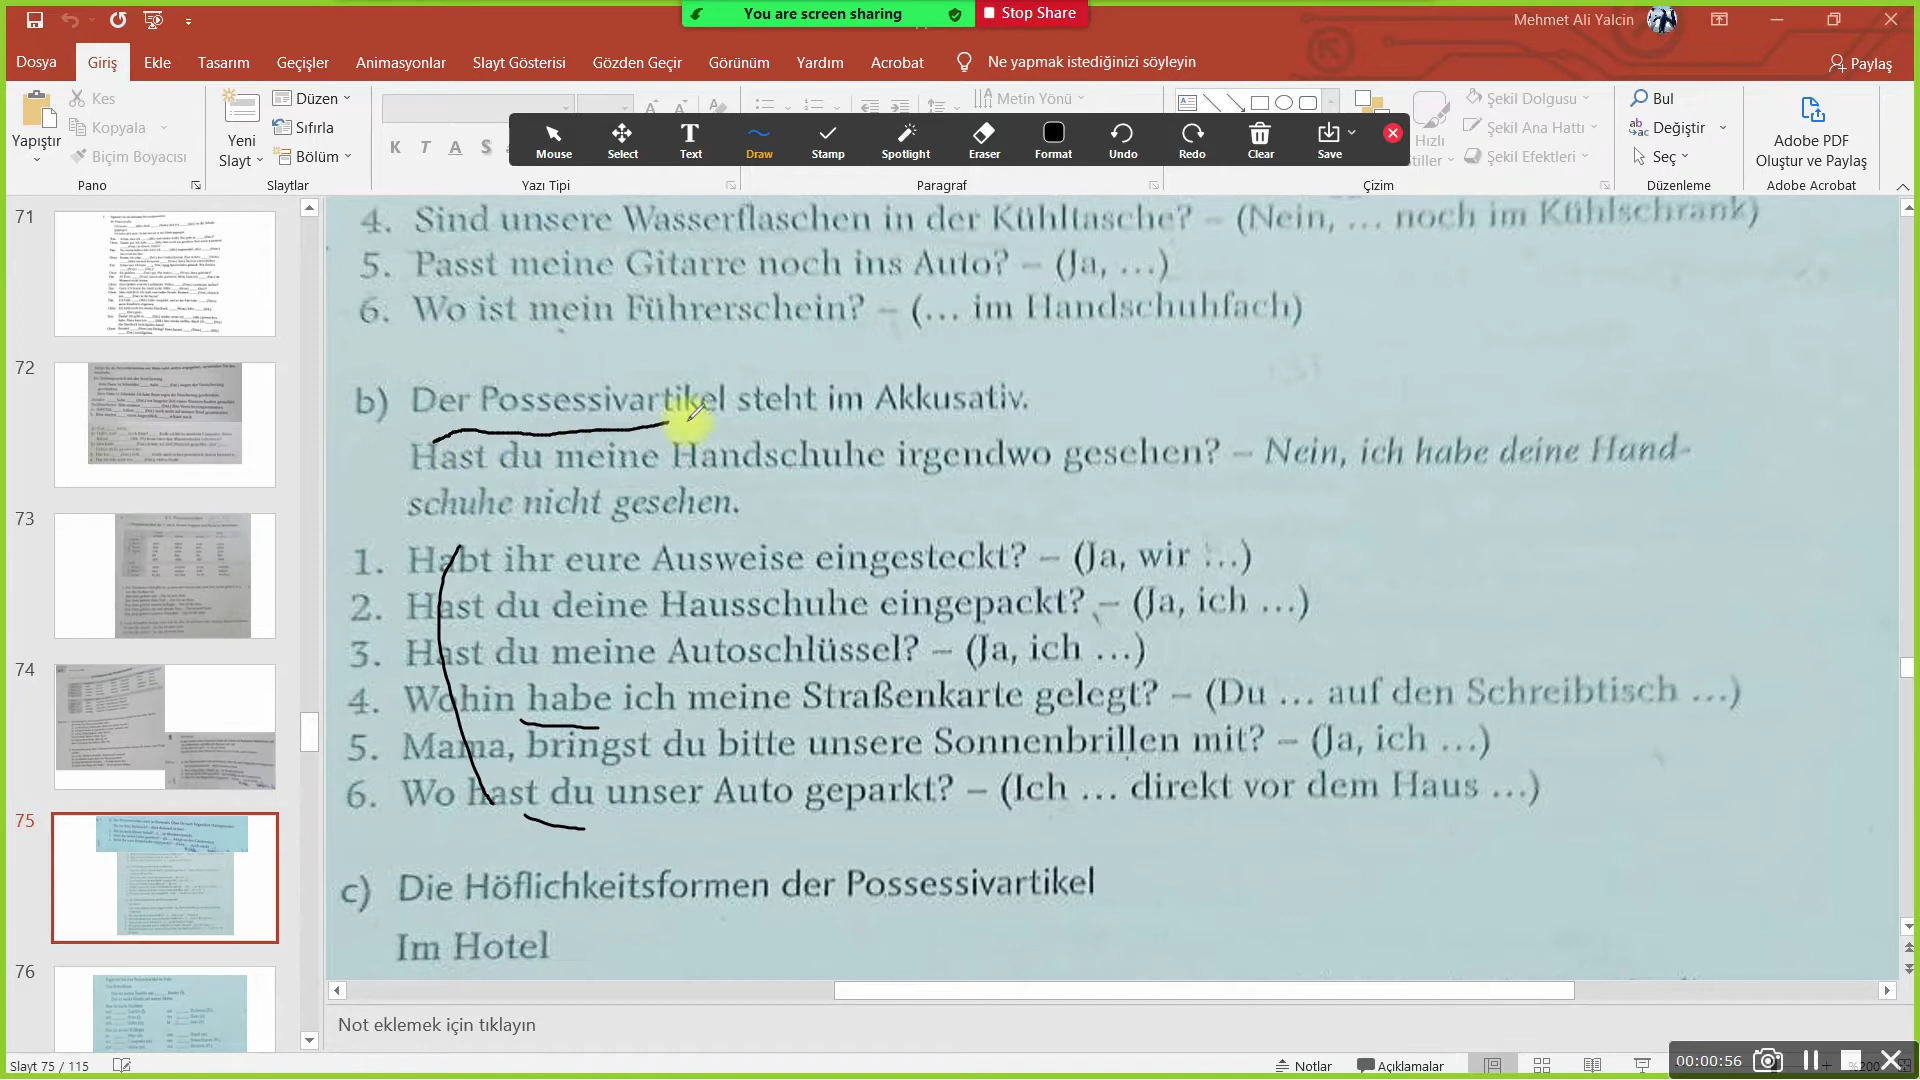 You are screen sharing
Stop Share
Mehmet Ali Yalcin
Dosya Giriş Ekle Tasarım Geçişler Animasyonlar Slayt Gösterisi Gözden Geçir Görünüm Yardım Acrobat Ne yapmak istediğinizi söyleyin Paylaş
Yapıştır
Kes
Kopyala
Biçim Boyacısı
Pano
Yeni
Slayt
Düzen
Sıfırla
Bölüm
Slaytlar
K T A S
Yazı Tipi
Metin Yönü
Paragraf
Mouse Select Text Draw Stamp Spotlight Eraser Format Undo Redo Clear Save
Hızlı
Stiller
Şekil Dolgusu
Şekil Ana Hattı
Şekil Efektleri
Çizim
Bul
Değiştir
Seç
Düzenleme
Adobe PDF
Oluştur ve Paylaş
Adobe Acrobat
71
72
73
74
75
76
4. Sind unsere Wasserflaschen in der Kühltasche? – (Nein, ... noch im Kühlschrank)
5. Passt meine Gitarre noch ins Auto? – (Ja, ...)
6. Wo ist mein Führerschein? – (... im Handschuhfach)
b) Der Possessivartikel steht im Akkusativ.
Hast du meine Handschuhe irgendwo gesehen? – Nein, ich habe deine Hand-
schuhe nicht gesehen.
1. Habt ihr eure Ausweise eingesteckt? – (Ja, wir ...)
2. Hast du deine Hausschuhe eingepackt? – (Ja, ich ...)
3. Hast du meine Autoschlüssel? – (Ja, ich ...)
4. Wohin habe ich meine Straßenkarte gelegt? – (Du ... auf den Schreibtisch ...)
5. Mama, bringst du bitte unsere Sonnenbrillen mit? – (Ja, ich ...)
6. Wo hast du unser Auto geparkt? – (Ich ... direkt vor dem Haus ...)
c) Die Höflichkeitsformen der Possessivartikel
Im Hotel
Not eklemek için tıklayın
Slayt 75 / 115
Notlar
Açıklamalar
00:00:56